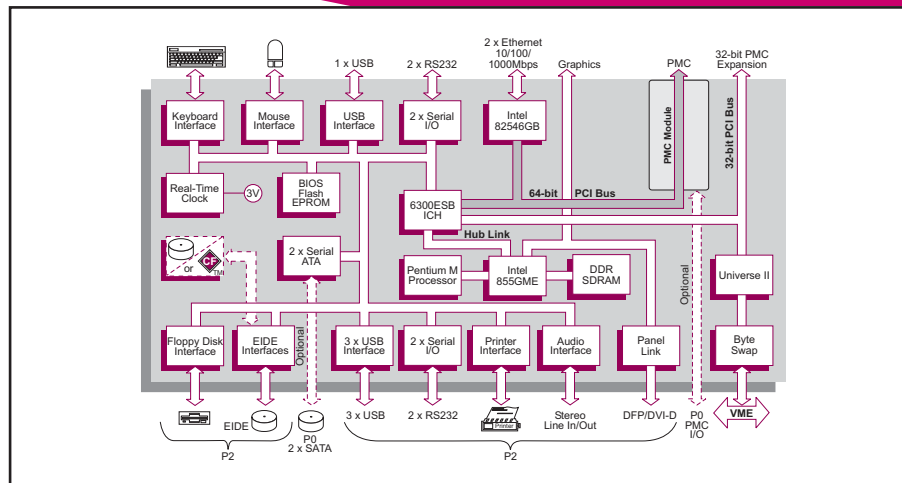 2 x Ethernet
10/100/
1000Mbps
1 x USB
2 x RS232
Graphics
PMC
32-bit PMC
Expansion
Keyboard
Interface
Mouse
Interface
USB
Interface
2 x Serial
I/O
Intel
82546GB
PMC Module
32-bit PCI Bus
Real-Time
Clock
3V
BIOS
Flash
EPROM
64-bit
PCI Bus
6300ESB
ICH
Hub Link
or
CF
TM
2 x Serial
ATA
Pentium M
Processor
Intel
855GME
DDR
SDRAM
Optional
Universe II
Floppy Disk
Interface
EIDE
Interfaces
Optional
3 x USB
Interface
2 x Serial
I/O
Printer
Interface
Audio
Interface
Panel
Link
Byte
Swap
EIDE
P0
2 x SATA
3 x USB
2 x RS232
Printer
Stereo
Line In/Out
DFP/DVI-D
P0
PMC
I/O
VME
P2
P2